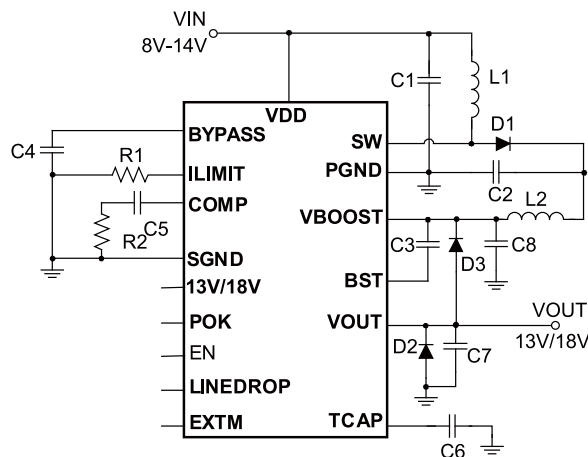 VIN
8V-14V
C1
L1
VDD
BYPASS
SW
D1
C4
R1
ILIMIT
PGND
C2
COMP
C5
R2
L2
VBOOST
C3
D3
C8
SGND
13V/18V
BST
POK
VOUT
VOUT
13V/18V
EN
D2
C7
LINEDROP
EXTM
TCAP
C6